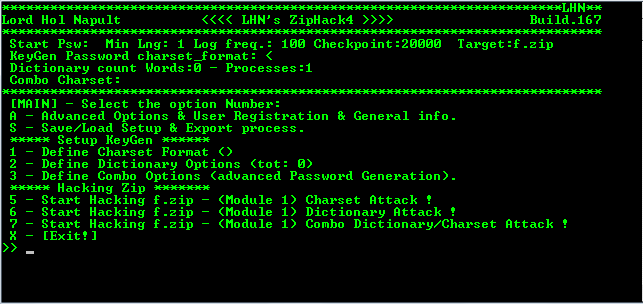 **********************************************************************LHN**
Lord Hol Napult          <<<< LHN's ZipHack4 >>>>                 Build.167
***************************************************************************
 Start Psw:  Min Lng: 1 Log freq.: 100 Checkpoint:20000  Target:f.zip
 KeyGen Password charset_format: <
 Dictionary count Words:0 - Processes:1
 Combo Charset:
***************************************************************************
 [MAIN] - Select the option Number:
 A - Advanced Options & User Registration & General info.
 S - Save/Load Setup & Export process.
 ***** Setup KeyGen ******
 1 - Define Charset Format ()
 2 - Define Dictionary Options (tot: 0)
 3 - Define Combo Options (advanced Password Generation).
 ***** Hacking Zip *******
 5 - Start Hacking f.zip - (Module 1) Charset Attack !
 6 - Start Hacking f.zip - (Module 1) Dictionary Attack !
 7 - Start Hacking f.zip - (Module 1) Combo Dictionary/Charset Attack !
 X - [Exit!]
>> _